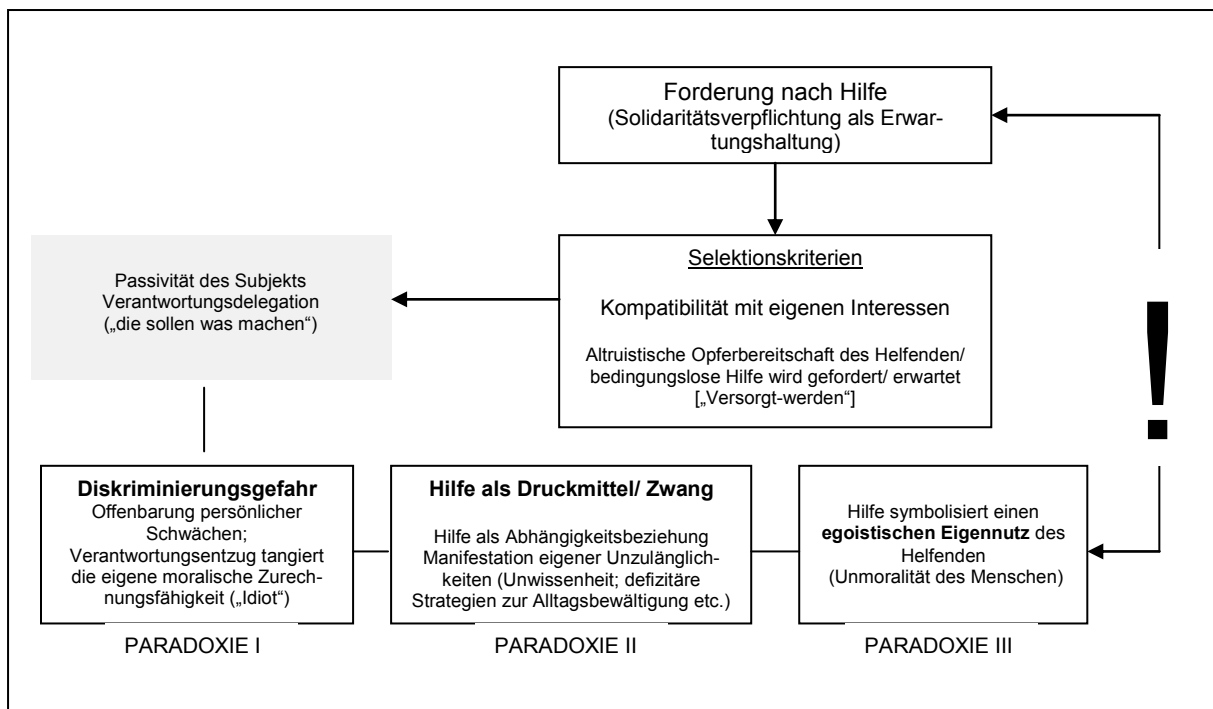 Forderung nach Hilfe
(Solidaritätsverpflichtung als Erwar-
tungshaltung)
Selektionskriterien
Kompatibilität mit eigenen Interessen
Altruistische Opferbereitschaft des Helfenden/
bedingungslose Hilfe wird gefordert/ erwartet
[„Versorgt-werden“]
Passivität des Subjekts
Verantwortungsdelegation
(„die sollen was machen“)
!
Diskriminierungsgefahr
Offenbarung persönlicher
Schwächen;
Verantwortungsentzug tangiert
die eigene moralische Zurech-
nungsfähigkeit („Idiot“)
PARADOXIE I
Hilfe als Druckmittel/ Zwang
Hilfe als Abhängigkeitsbeziehung
Manifestation eigener Unzulänglich-
keiten (Unwissenheit; defizitäre
Strategien zur Alltagsbewältigung etc.)
PARADOXIE II
Hilfe symbolisiert einen
egoistischen Eigennutz des
Helfenden
(Unmoralität des Menschen)
PARADOXIE III